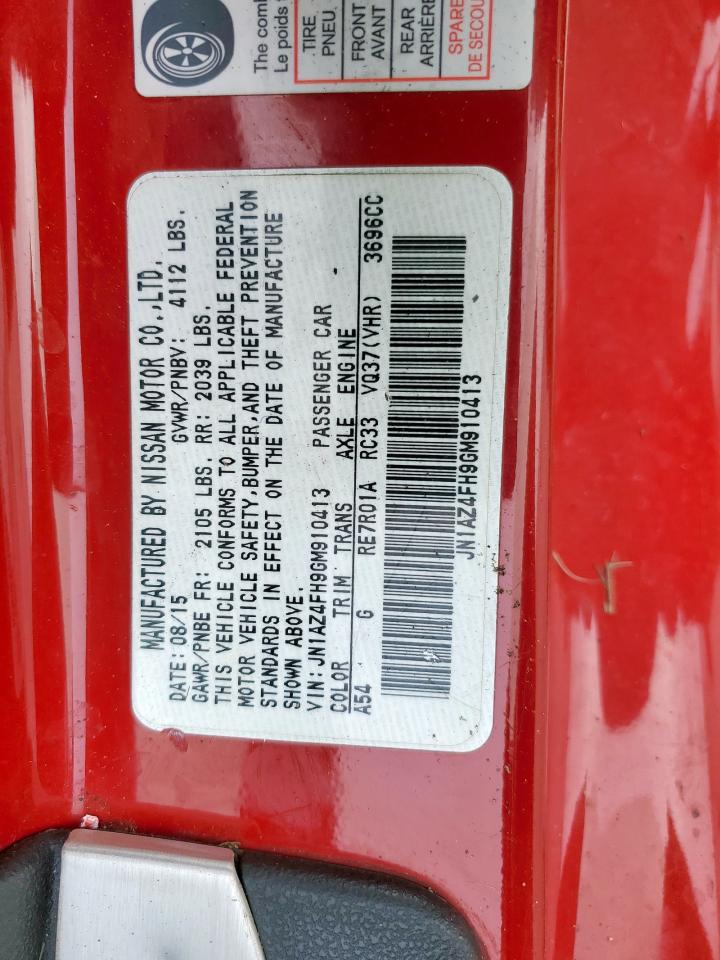 The com
Le poids t
TIRE
PNEU
FRONT
AVANT
REAR
ARRIÈRE
SPARE
DE SECOU
MANUFACTURED BY NISSAN MOTOR CO.,LTD.
DATE: 08/15 GVWR/PNBV: 4112 LBS.
GAWR/PNBE FR: 2105 LBS. RR: 2039 LBS.
THIS VEHICLE CONFORMS TO ALL APPLICABLE FEDERAL
MOTOR VEHICLE SAFETY,BUMPER,AND THEFT PREVENTION
STANDARDS IN EFFECT ON THE DATE OF MANUFACTURE
SHOWN ABOVE.
VIN: JN1AZ4FH9GM910413 PASSENGER CAR
COLOR TRIM TRANS AXLE ENGINE
A54 G RE7R01A RC33 VQ37(VHR) 3696CC
JN1AZ4FH9GM910413